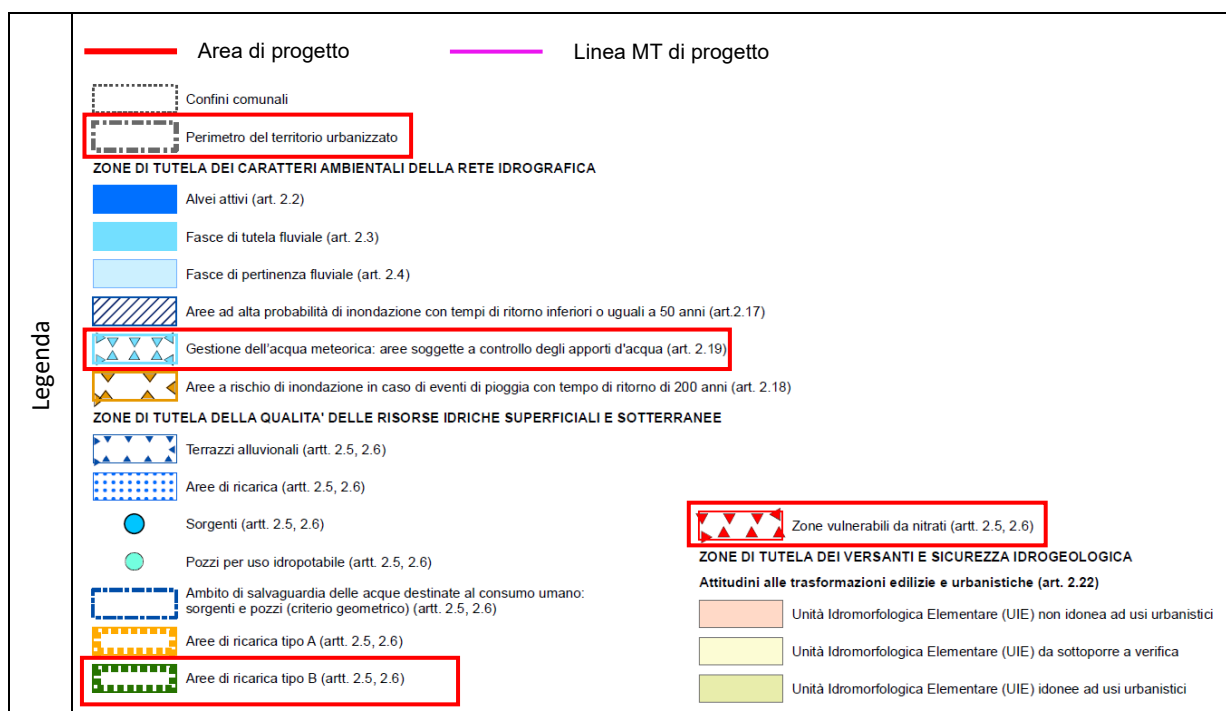 Legenda
Area di progetto
Linea MT di progetto
Confini comunali
Perimetro del territorio urbanizzato
ZONE DI TUTELA DEI CARATTERI AMBIENTALI DELLA RETE IDROGRAFICA
Alvei attivi (art. 2.2)
Fasce di tutela fluviale (art. 2.3)
Fasce di pertinenza fluviale (art. 2.4)
Aree ad alta probabilità di inondazione con tempi di ritorno inferiori o uguali a 50 anni (art.2.17)
Gestione dell'acqua meteorica: aree soggette a controllo degli apporti d'acqua (art. 2.19)
Aree a rischio di inondazione in caso di eventi di pioggia con tempo di ritorno di 200 anni (art. 2.18)
ZONE DI TUTELA DELLA QUALITA' DELLE RISORSE IDRICHE SUPERFICIALI E SOTTERRANEE
Terrazzi alluvionali (artt. 2.5, 2.6)
Aree di ricarica (artt. 2.5, 2.6)
Sorgenti (artt. 2.5, 2.6)
Pozzi per uso idropotabile (artt. 2.5, 2.6)
Ambito di salvaguardia delle acque destinate al consumo umano:
sorgenti e pozzi (criterio geometrico) (artt. 2.5, 2.6)
Aree di ricarica tipo A (artt. 2.5, 2.6)
Aree di ricarica tipo B (artt. 2.5, 2.6)
Zone vulnerabili da nitrati (artt. 2.5, 2.6)
ZONE DI TUTELA DEI VERSANTI E SICUREZZA IDROGEOLOGICA
Attitudini alle trasformazioni edilizie e urbanistiche (art. 2.22)
Unità Idromorfologica Elementare (UIE) non idonea ad usi urbanistici
Unità Idromorfologica Elementare (UIE) da sottoporre a verifica
Unità Idromorfologica Elementare (UIE) idonee ad usi urbanistici